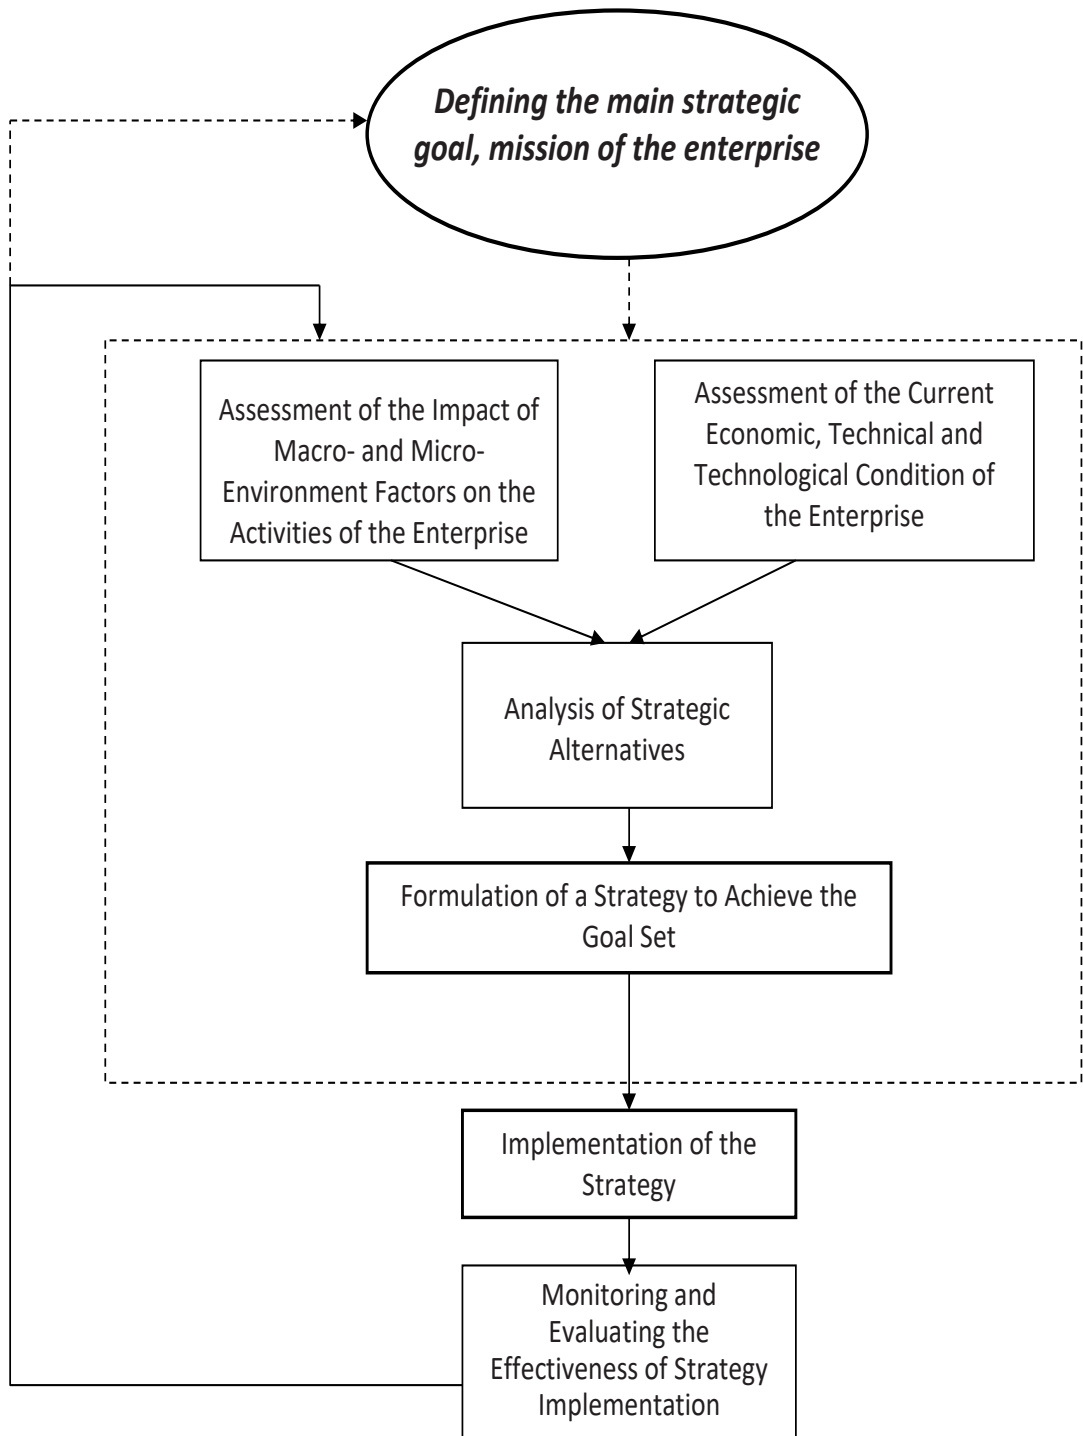 Defining the main strategic
goal, mission of the enterprise
Assessment of the Impact of
Macro- and Micro-
Environment Factors on the
Activities of the Enterprise
Assessment of the Current
Economic, Technical and
Technological Condition of
the Enterprise
Analysis of Strategic
Alternatives
Formulation of a Strategy to Achieve the
Goal Set
Implementation of the
Strategy
Monitoring and
Evaluating the
Effectiveness of Strategy
Implementation